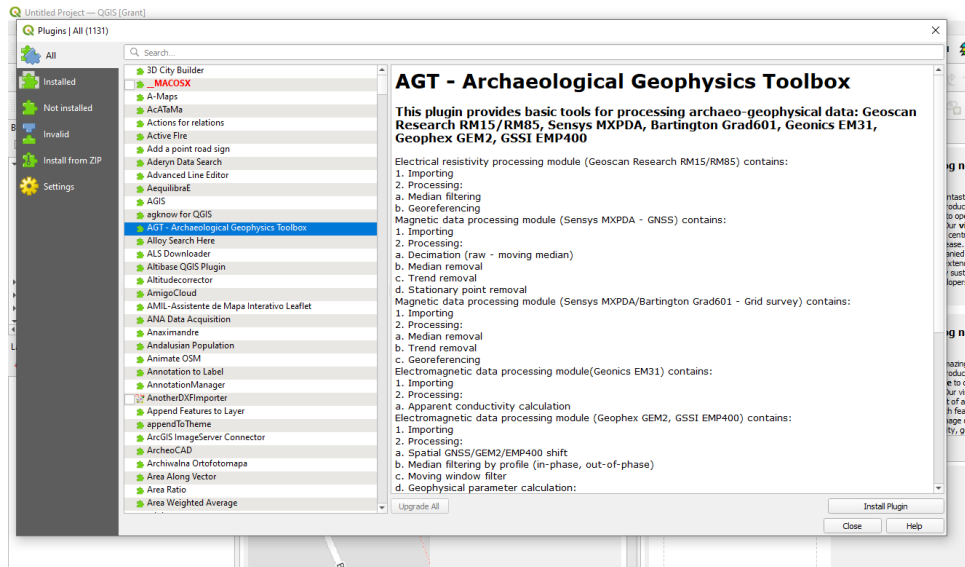 Untitled Project — QGIS [Grant]
Plugins | All (1131)
All
Installed
Not installed
Invalid
Install from ZIP
Settings
Search...
3D City Builder
__MACOSX
A-Maps
AcATaMa
Actions for relations
Active Fire
Add a point road sign
Aderyn Data Search
Advanced Line Editor
AequilibraE
AGIS
agknow for QGIS
AGT - Archaeological Geophysics Toolbox
Alloy Search Here
ALS Downloader
Altibase QGIS Plugin
Altitudecorrector
AmigoCloud
AMIL-Assistente de Mapa Interativo Leaflet
ANA Data Acquisition
Anaximandre
Andalusian Population
Animate OSM
Annotation to Label
AnnotationManager
AnotherDXFImporter
Append Features to Layer
appendToTheme
ArcGIS ImageServer Connector
ArcheoCAD
Archiwalna Ortofotomapa
Area Along Vector
Area Ratio
Area Weighted Average
AGT - Archaeological Geophysics Toolbox
This plugin provides basic tools for processing archaeo-geophysical data: Geoscan
Research RM15/RM85, Sensys MXPDA, Bartington Grad601, Geonics EM31,
Geophex GEM2, GSSI EMP400
Electrical resistivity processing module (Geoscan Research RM15/RM85) contains:
1. Importing
2. Processing:
a. Median filtering
b. Georeferencing
Magnetic data processing module (Sensys MXPDA - GNSS) contains:
1. Importing
2. Processing:
a. Decimation (raw - moving median)
b. Median removal
c. Trend removal
d. Stationary point removal
Magnetic data processing module (Sensys MXPDA/Bartington Grad601 - Grid survey) contains:
1. Importing
2. Processing:
a. Median removal
b. Trend removal
c. Georeferencing
Electromagnetic data processing module(Geonics EM31) contains:
1. Importing
2. Processing:
a. Apparent conductivity calculation
Electromagnetic data processing module (Geophex GEM2, GSSI EMP400) contains:
1. Importing
2. Processing:
a. Spatial GNSS/GEM2/EMP400 shift
b. Median filtering by profile (in-phase, out-of-phase)
c. Moving window filter
d. Geophysical parameter calculation:
Upgrade All
Install Plugin
Close
Help